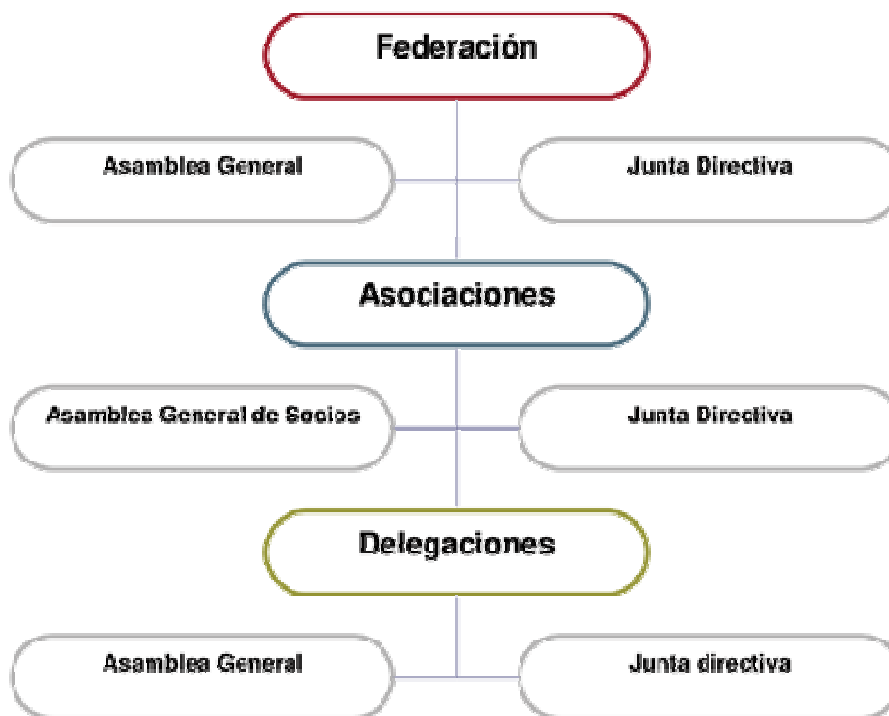 Federación
Asamblea General
Junta Directiva
Asociaciones
Asamblea General de Socios
Junta Directiva
Delegaciones
Asamblea General
Junta directiva